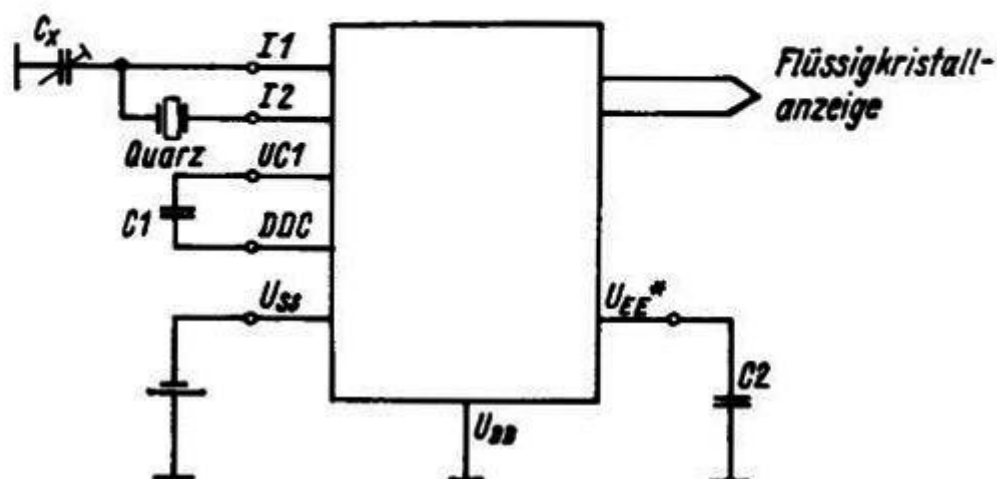 Cx
I1
Flüssigkristall-
anzeige
I2
Quarz
UC1
C1
DDC
USS
UEE*
C2
UDD